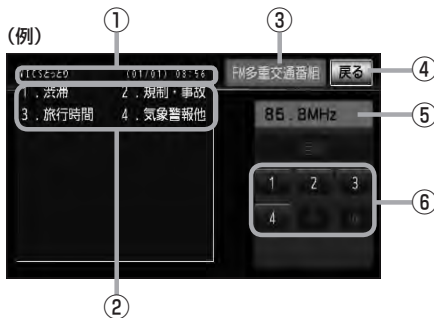 (例)
①
③
VICSとっとり (01/01) 08:56
FM多重交通番組
戻る
④
1.渋滞 2.規制・事故
3.旅行時間 4.気象警報他
86.8MHz
⑤
1 2 3
4
⑥
②